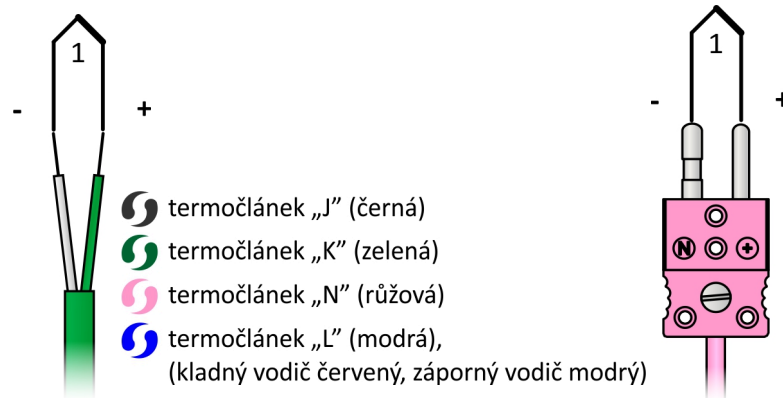 1
- +
termočlánek „J” (černá)
termočlánek „K” (zelená)
termočlánek „N” (růžová)
termočlánek „L” (modrá),
(kladný vodič červený, záporný vodič modrý)
1
- +
N +